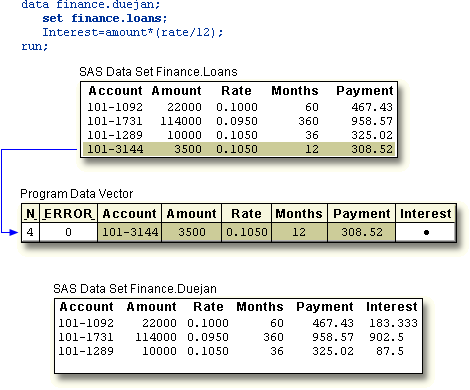 data finance.duejan;
set finance.loans;
Interest=amount*(rate/12);
run;
SAS Data Set Finance.Loans
Account Amount Rate Months Payment
101-1092 22000 0.1000 60 467.43
101-1731 114000 0.0950 360 958.57
101-1289 10000 0.1050 36 325.02
101-3144 3500 0.1050 12 308.52
Program Data Vector
_N_ _ERROR_ Account Amount Rate Months Payment Interest
4 0 101-3144 3500 0.1050 12 308.52 •
SAS Data Set Finance.Duejan
Account Amount Rate Months Payment Interest
101-1092 22000 0.1000 60 467.43 183.333
101-1731 114000 0.0950 360 958.57 902.5
101-1289 10000 0.1050 36 325.02 87.5